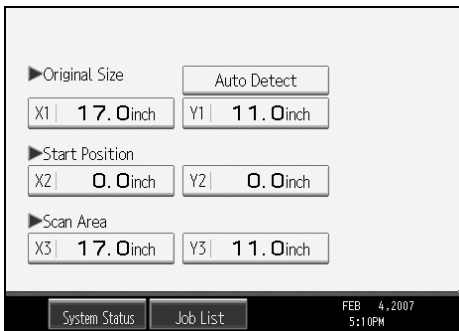 ▶Original Size
Auto Detect
X1 17.0inch Y1 11.0inch
▶Start Position
X2 0.0inch Y2 0.0inch
▶Scan Area
X3 17.0inch Y3 11.0inch
System Status Job List FEB 4,2007
5:10PM